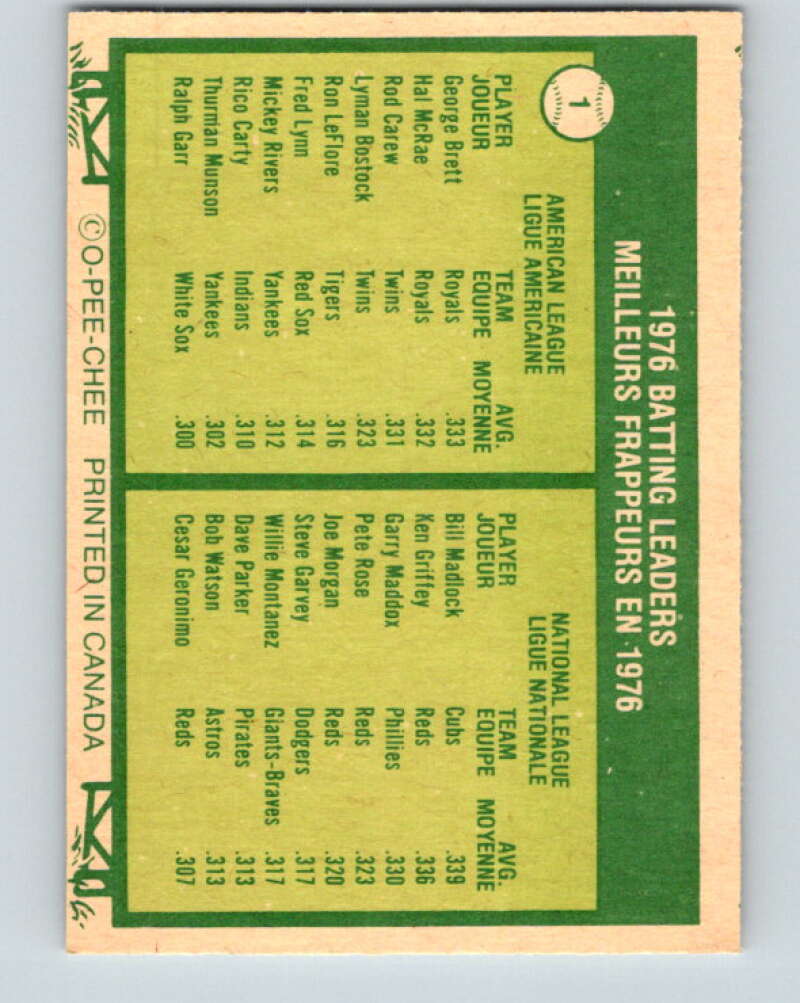 1
1976 BATTING LEADERS
MEILLEURS FRAPPEURS EN 1976
AMERICAN LEAGUE
LIGUE AMERICAINE
PLAYER TEAM AVG.
JOUEUR EQUIPE MOYENNE
George Brett Royals .333
Hal McRae Royals .332
Rod Carew Twins .331
Lyman Bostock Twins .323
Ron LeFlore Tigers .316
Fred Lynn Red Sox .314
Mickey Rivers Yankees .312
Rico Carty Indians .310
Thurman Munson Yankees .302
Ralph Garr White Sox .300
NATIONAL LEAGUE
LIGUE NATIONALE
PLAYER TEAM AVG.
JOUEUR EQUIPE MOYENNE
Bill Madlock Cubs .339
Ken Griffey Reds .336
Garry Maddox Phillies .330
Pete Rose Reds .323
Joe Morgan Reds .320
Steve Garvey Dodgers .317
Willie Montanez Giants-Braves .317
Dave Parker Pirates .313
Bob Watson Astros .313
Cesar Geronimo Reds .307
©O-PEE-CHEE PRINTED IN CANADA